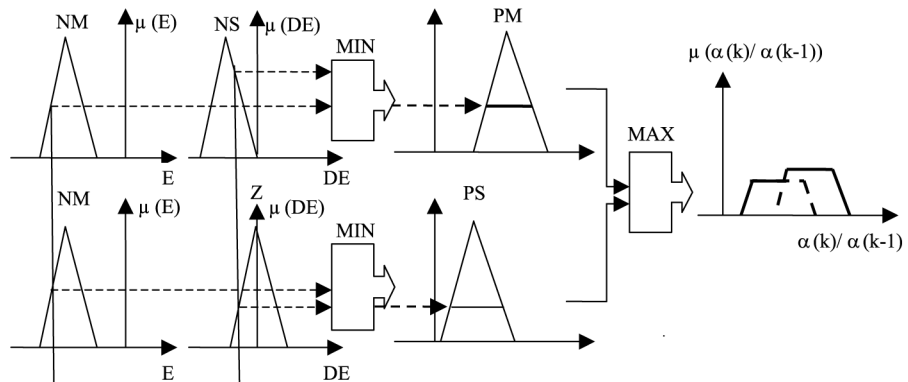 NM
μ (E)
NS
μ (DE)
MIN
PM
μ (α(k)/ α(k-1))
MAX
E
DE
NM
μ (E)
Z
μ (DE)
MIN
PS
α(k)/ α(k-1)
E
DE